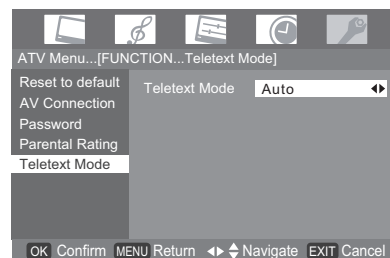 ATV Menu...[FUNCTION...Teletext Mode]
Reset to default
AV Connection
Password
Parental Rating
Teletext Mode
Teletext Mode Auto
OK Confirm MENU Return Navigate EXIT Cancel